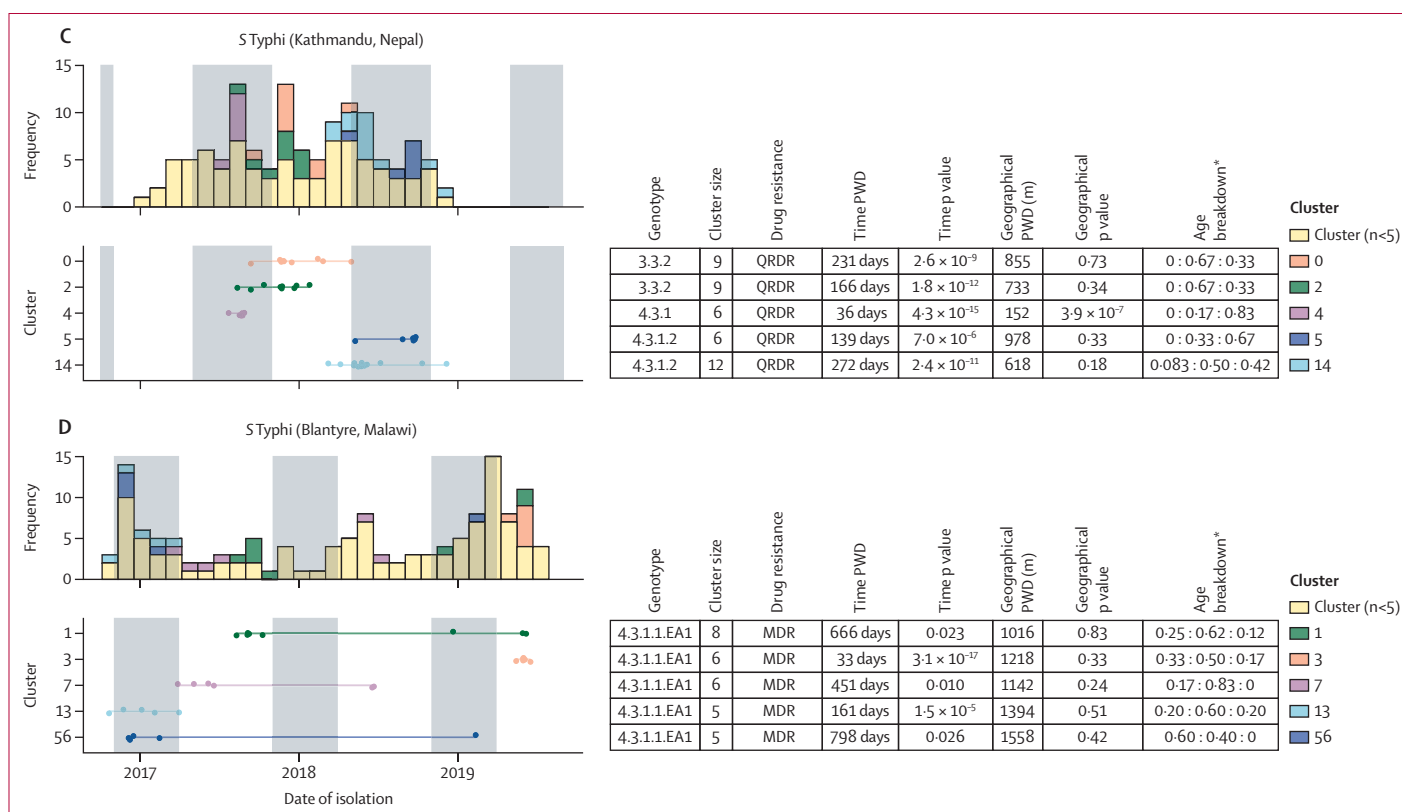 C
S Typhi (Kathmandu, Nepal)
15
10
5
0
Frequency
0
2
4
5
14
Cluster
2017
2018
2019
Genotype Cluster size Drug resistance Time PWD Time p value Geographical PWD (m) Geographical p value Age breakdown*
3·3.2 9 QRDR 231 days 2·6 × 10⁻⁹ 855 0·73 0 : 0·67 : 0·33
3.3.2 9 QRDR 166 days 1·8 × 10⁻¹² 733 0·34 0 : 0·67 : 0·33
4.3.1 6 QRDR 36 days 4·3 × 10⁻¹⁵ 152 3·9 × 10⁻⁷ 0 : 0·17 : 0·83
4.3.1.2 6 QRDR 139 days 7·0 × 10⁻⁶ 978 0·33 0 : 0·33 : 0·67
4.3.1.2 12 QRDR 272 days 2·4 × 10⁻¹¹ 618 0·18 0·083 : 0·50 : 0·42
Cluster
Cluster (n<5)
0
2
4
5
14
D
S Typhi (Blantyre, Malawi)
15
10
5
0
Frequency
1
3
7
13
56
Cluster
2017
2018
2019
Date of isolation
Genotype Cluster size Drug resistance Time PWD Time p value Geographical PWD (m) Geographical p value Age breakdown*
4.3.1.1.EA1 8 MDR 666 days 0·023 1016 0·83 0·25 : 0·62 : 0·12
4.3.1.1.EA1 6 MDR 33 days 3·1 × 10⁻¹⁷ 1218 0·33 0·33 : 0·50 : 0·17
4.3.1.1.EA1 6 MDR 451 days 0·010 1142 0·24 0·17 : 0·83 : 0
4.3.1.1.EA1 5 MDR 161 days 1·5 × 10⁻⁵ 1394 0·51 0·20 : 0·60 : 0·20
4.3.1.1.EA1 5 MDR 798 days 0·026 1558 0·42 0·60 : 0·40 : 0
Cluster
Cluster (n<5)
1
3
7
13
56